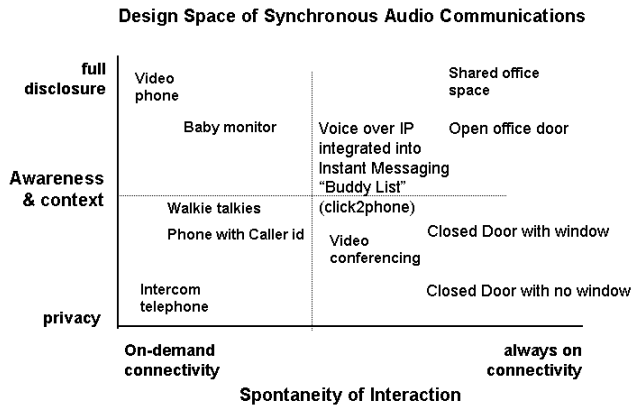 Design Space of Synchronous Audio Communications
full
disclosure
Video
phone
Shared office
space
Baby monitor
Voice over IP
integrated into
Instant Messaging
“Buddy List”
(click2phone)
Open office door
Awareness
& context
Walkie talkies
Phone with Caller id
Video
conferencing
Closed Door with window
Intercom
telephone
Closed Door with no window
privacy
On-demand
connectivity
always on
connectivity
Spontaneity of Interaction